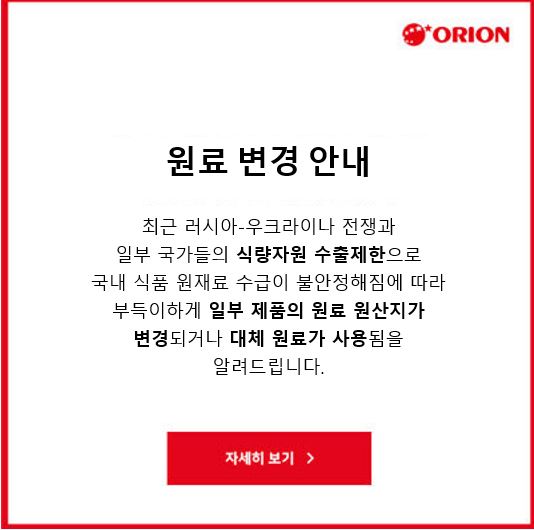 ORION
원료 변경 안내
최근 러시아-우크라이나 전쟁과
일부 국가들의 식량자원 수출제한으로
국내 식품 원재료 수급이 불안정해짐에 따라
부득이하게 일부 제품의 원료 원산지가
변경되거나 대체 원료가 사용됨을
알려드립니다.
자세히 보기 >